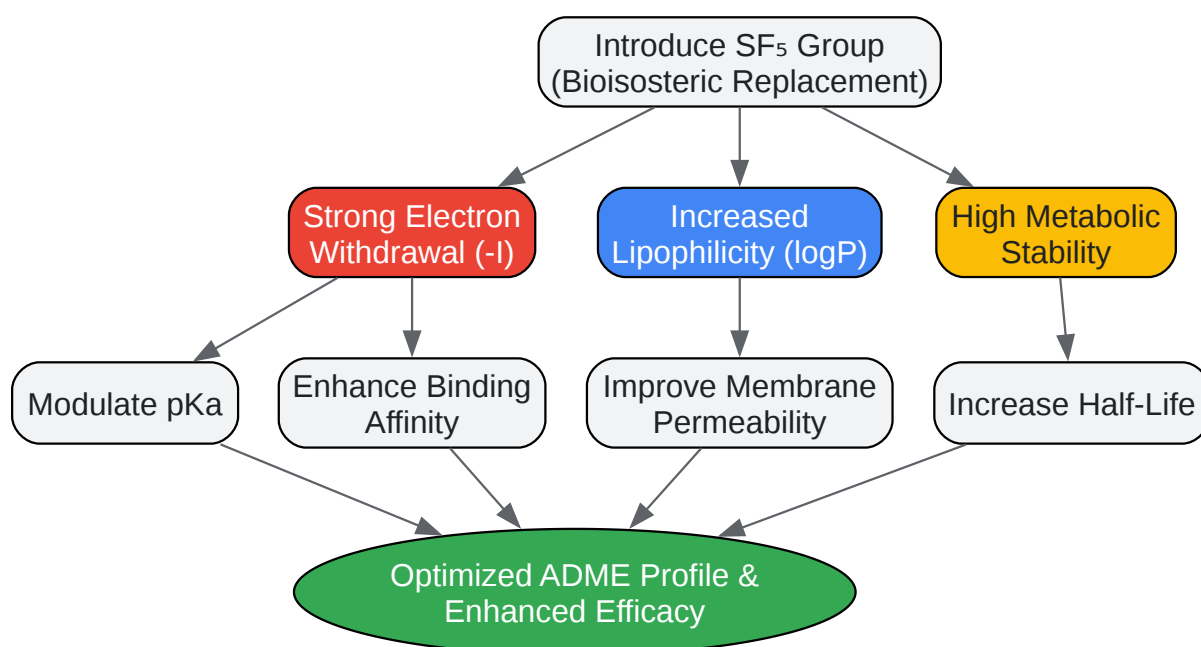 Introduce SF₅ Group
(Bioisosteric Replacement)
Strong Electron
Withdrawal (-I)
Increased
Lipophilicity (logP)
High Metabolic
Stability
Modulate pKa
Enhance Binding
Affinity
Improve Membrane
Permeability
Increase Half-Life
Optimized ADME Profile &
Enhanced Efficacy